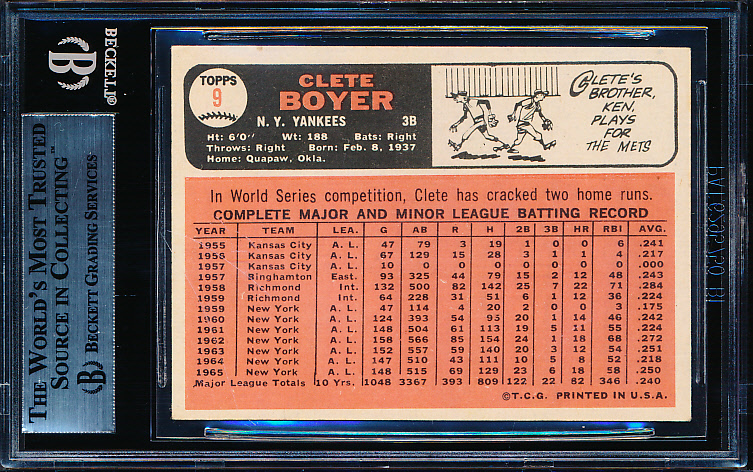 BECKETT®
THE WORLD'S MOST TRUSTED
SOURCE IN COLLECTING™
BECKETT GRADING SERVICES
TOPPS
9
CLETE
BOYER
N. Y. YANKEES 3B
Ht: 6'0" Wt: 188 Bats: Right
Throws: Right Born: Feb. 8, 1937
Home: Quapaw, Okla.
CLETE'S
BROTHER,
KEN,
PLAYS
FOR
THE METS
In World Series competition, Clete has cracked two home runs.
COMPLETE MAJOR AND MINOR LEAGUE BATTING RECORD
YEAR TEAM LEA. G AB R H 2B 3B HR RBI AVG.
1955 Kansas City A. L. 47 79 3 19 1 0 0 6 .241
1956 Kansas City A. L. 67 129 15 28 3 1 1 4 .217
1957 Kansas City A. L. 10 0 0 0 0 0 0 0 .000
1957 Binghamton East. 93 325 44 79 15 2 12 48 .243
1958 Richmond Int. 132 500 82 142 25 7 22 71 .284
1959 Richmond Int. 64 228 31 51 6 1 12 36 .224
1959 New York A. L. 47 114 4 20 2 0 0 3 .175
1960 New York A. L. 124 393 54 95 20 1 14 46 .242
1961 New York A. L. 148 504 61 113 19 5 11 55 .224
1962 New York A. L. 158 566 85 154 24 1 18 68 .272
1963 New York A. L. 152 557 59 140 20 3 12 54 .251
1964 New York A. L. 147 510 43 111 10 5 8 52 .218
1965 New York A. L. 148 515 69 129 23 6 18 58 .250
Major League Totals 10 Yrs. 1048 3367 393 809 122 22 82 346 .240
©T.C.G. PRINTED IN U.S.A.